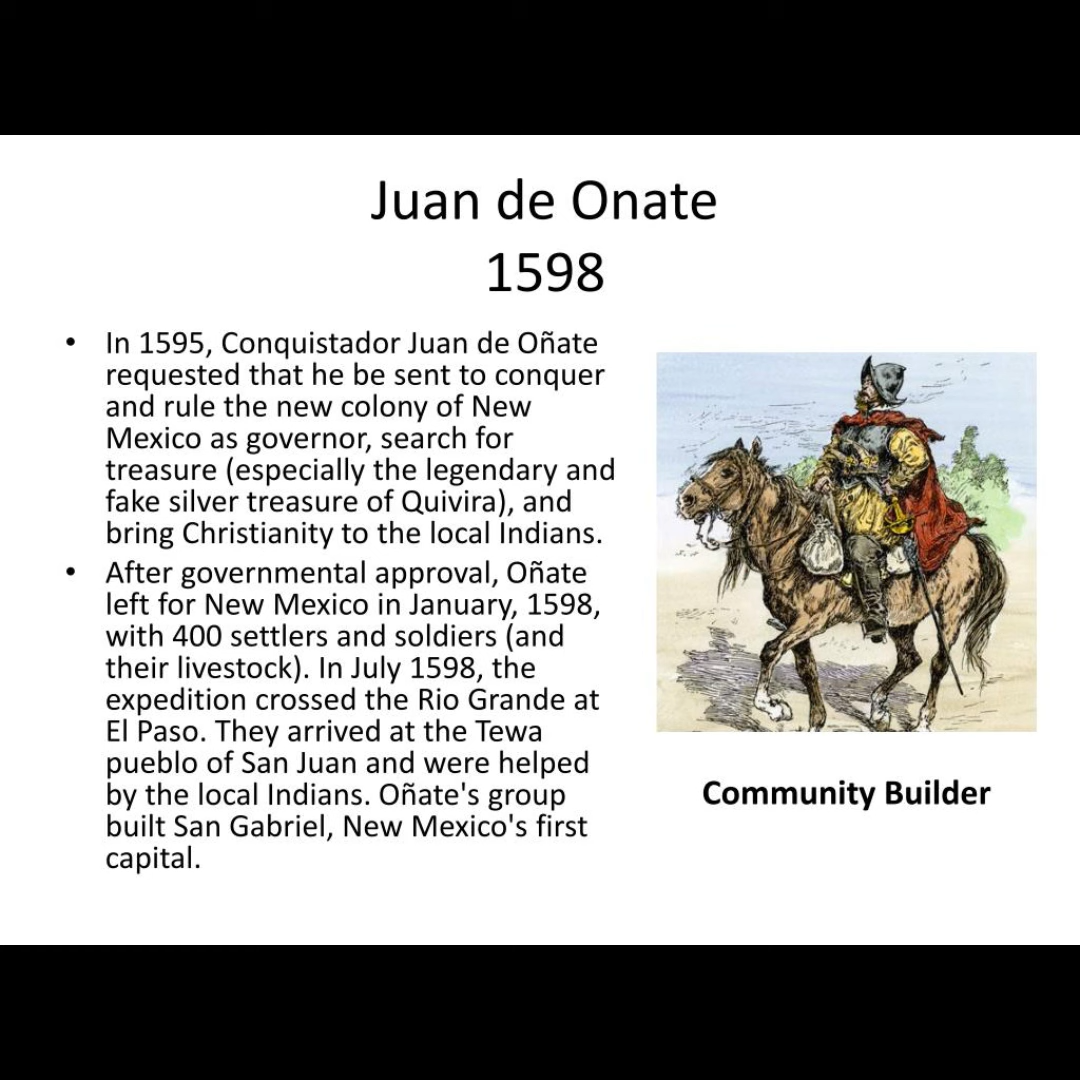 Juan de Onate
1598
• In 1595, Conquistador Juan de Oñate
requested that he be sent to conquer
and rule the new colony of New
Mexico as governor, search for
treasure (especially the legendary and
fake silver treasure of Quivira), and
bring Christianity to the local Indians.
• After governmental approval, Oñate
left for New Mexico in January, 1598,
with 400 settlers and soldiers (and
their livestock). In July 1598, the
expedition crossed the Rio Grande at
El Paso. They arrived at the Tewa
pueblo of San Juan and were helped
by the local Indians. Oñate's group
built San Gabriel, New Mexico's first
capital.
Community Builder